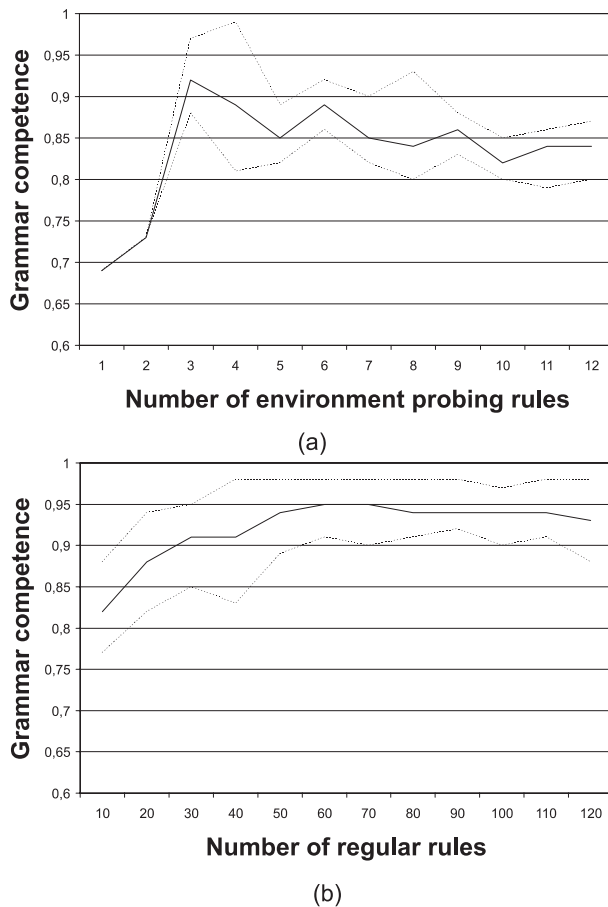 1
0,95
0,9
0,85
0,8
0,75
0,7
0,65
0,6
Grammar competence
1 2 3 4 5 6 7 8 9 10 11 12
Number of environment probing rules
(a)
1
0,95
0,9
0,85
0,8
0,75
0,7
0,65
0,6
Grammar competence
10 20 30 40 50 60 70 80 90 100 110 120
Number of regular rules
(b)